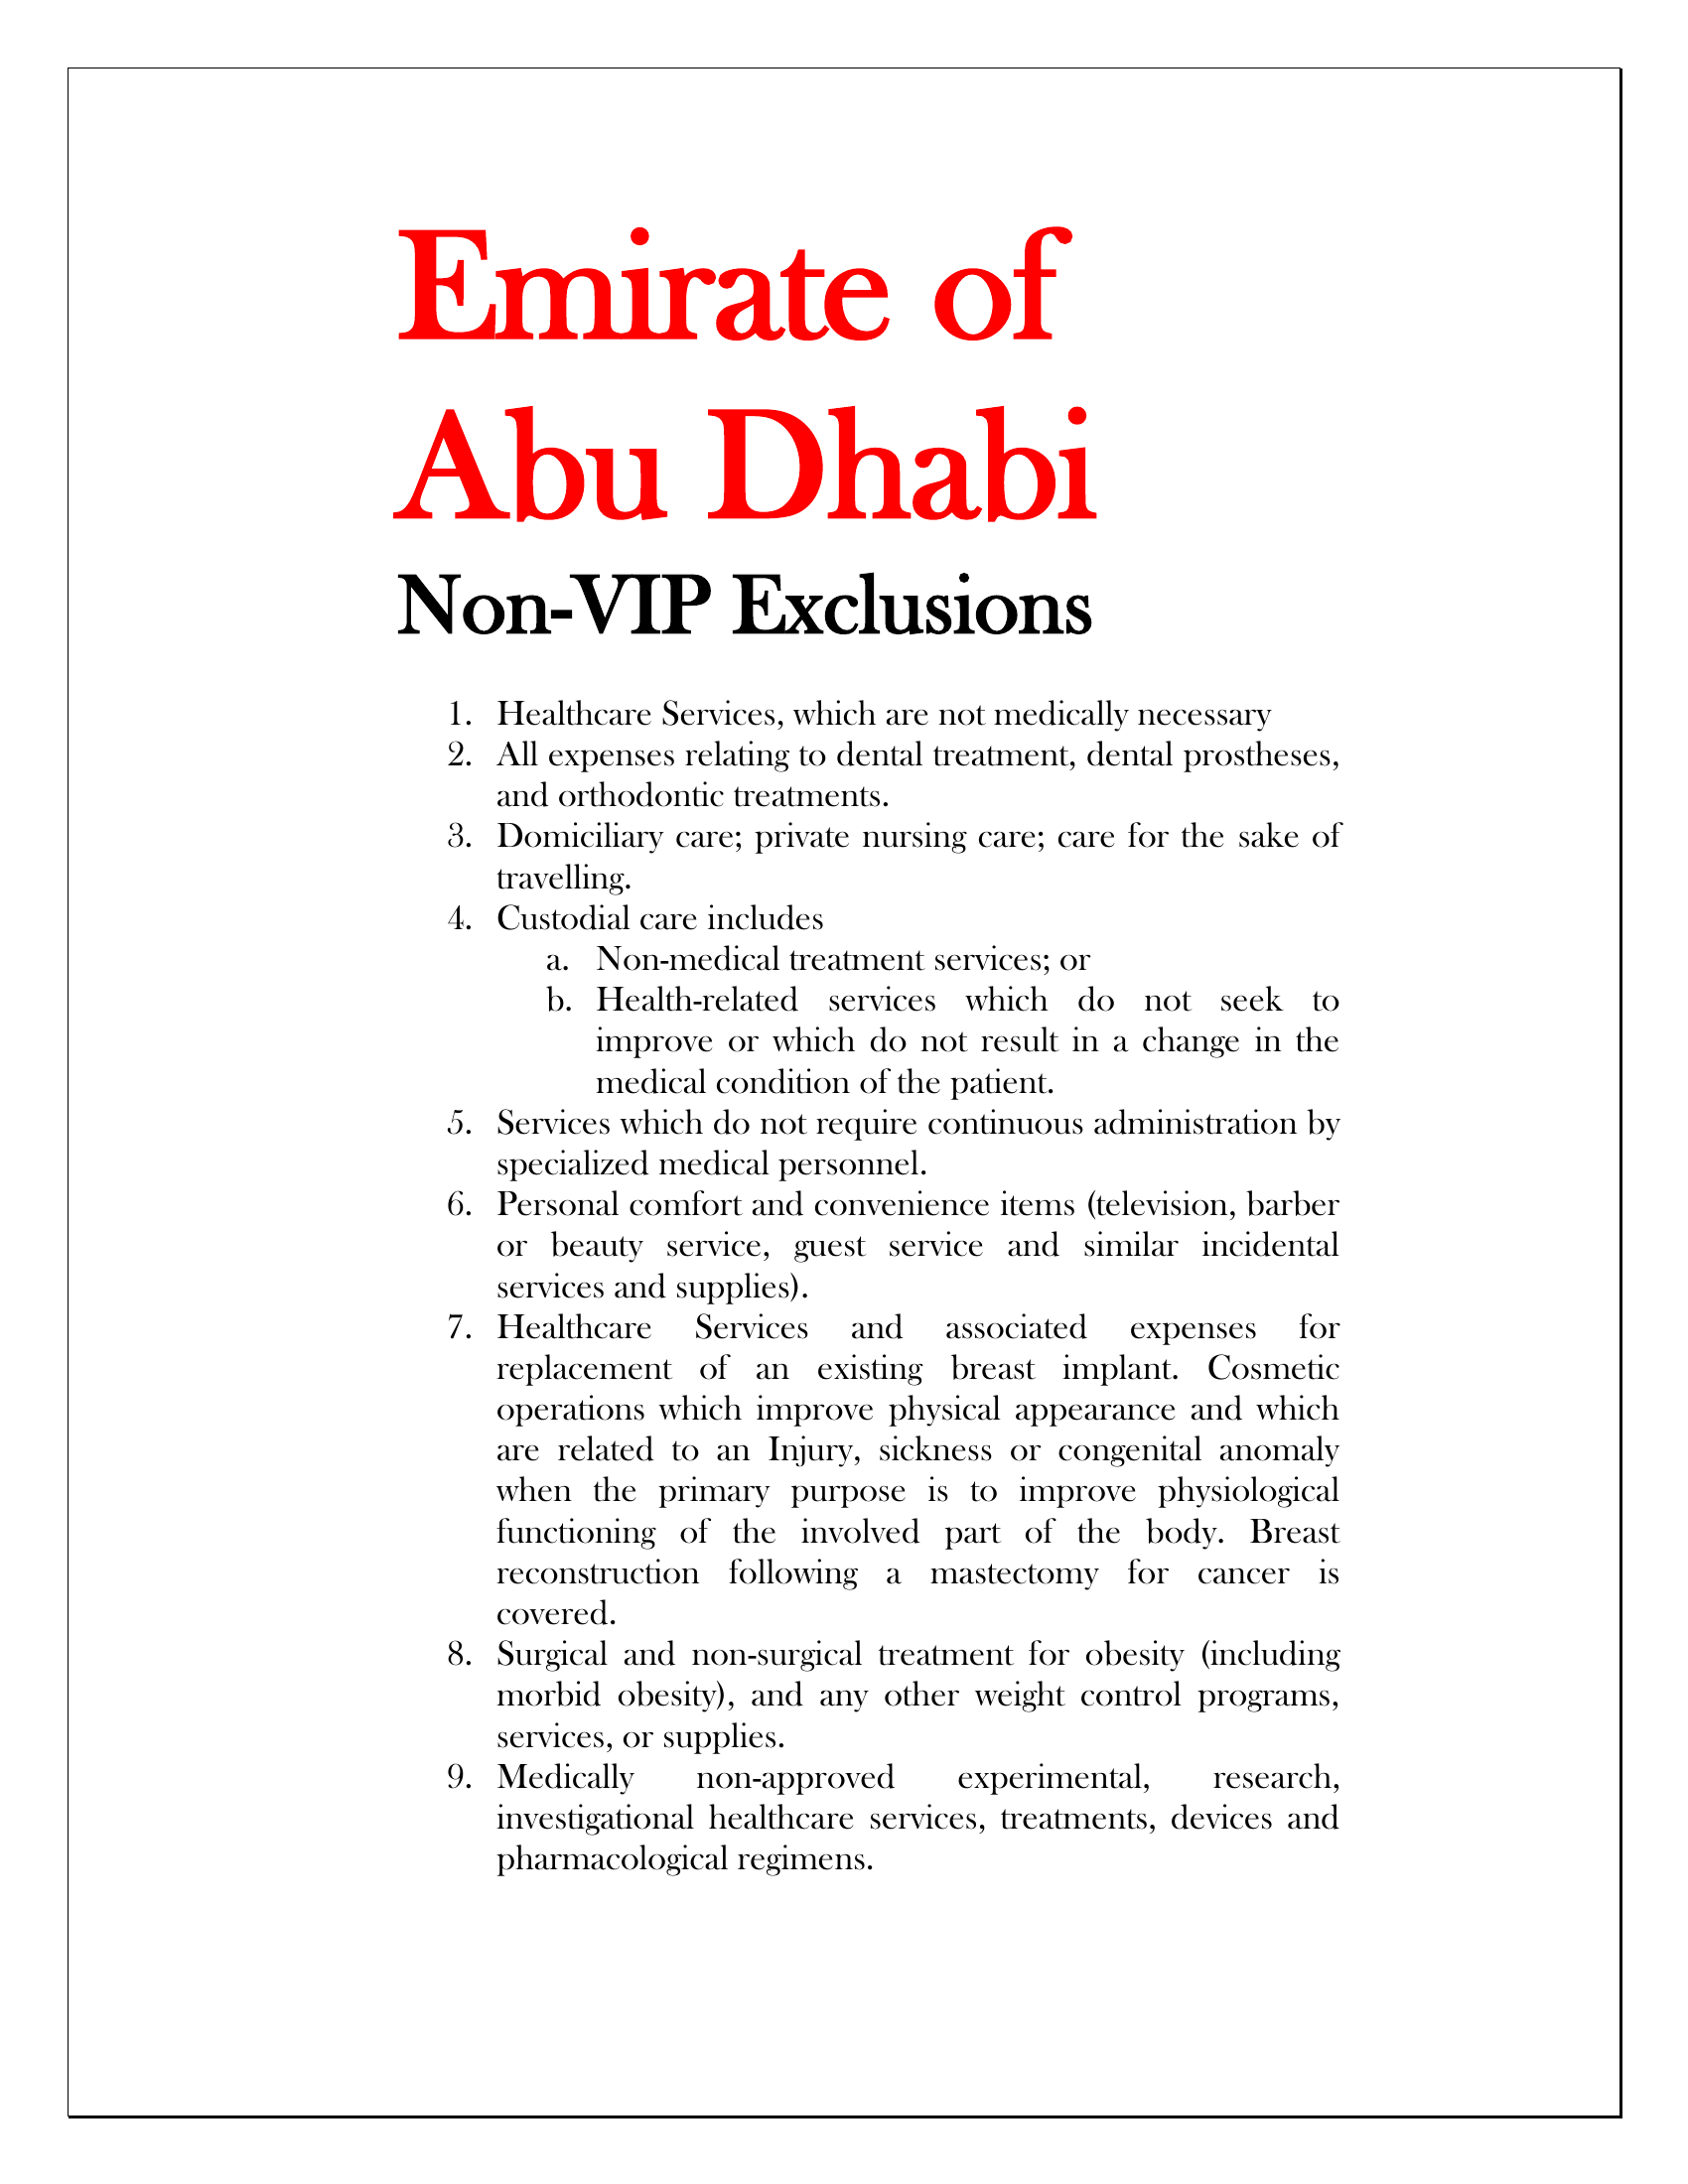 Emirate of
Abu Dhabi
Non-VIP Exclusions
1. Healthcare Services, which are not medically necessary
2. All expenses relating to dental treatment, dental prostheses,
and orthodontic treatments.
3. Domiciliary care; private nursing care; care for the sake of
travelling.
4. Custodial care includes
a. Non-medical treatment services; or
b. Health-related services which do not seek to
improve or which do not result in a change in the
medical condition of the patient.
5. Services which do not require continuous administration by
specialized medical personnel.
6. Personal comfort and convenience items (television, barber
or beauty service, guest service and similar incidental
services and supplies).
7. Healthcare Services and associated expenses for
replacement of an existing breast implant. Cosmetic
operations which improve physical appearance and which
are related to an Injury, sickness or congenital anomaly
when the primary purpose is to improve physiological
functioning of the involved part of the body. Breast
reconstruction following a mastectomy for cancer is
covered.
8. Surgical and non-surgical treatment for obesity (including
morbid obesity), and any other weight control programs,
services, or supplies.
9. Medically non-approved experimental, research,
investigational healthcare services, treatments, devices and
pharmacological regimens.